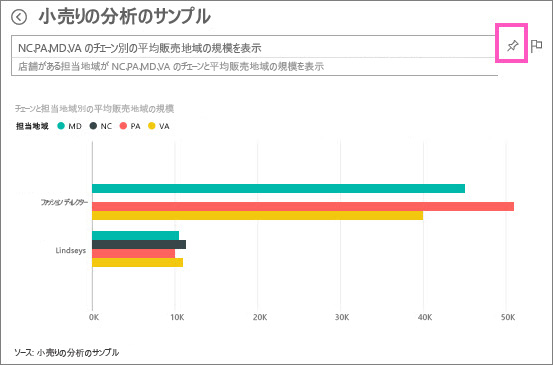 小売りの分析のサンプル
NC,PA,MD,VA のチェーン別の平均販売地域の規模を表示
店舗がある担当地域が NC,PA,MD,VA のチェーンと平均販売地域の規模を表示
チェーンと担当地域別の平均販売地域の規模
担当地域 MD NC PA VA
ファッション ディレクター
Lindseys
0K 10K 20K 30K 40K 50K
ソース: 小売りの分析のサンプル